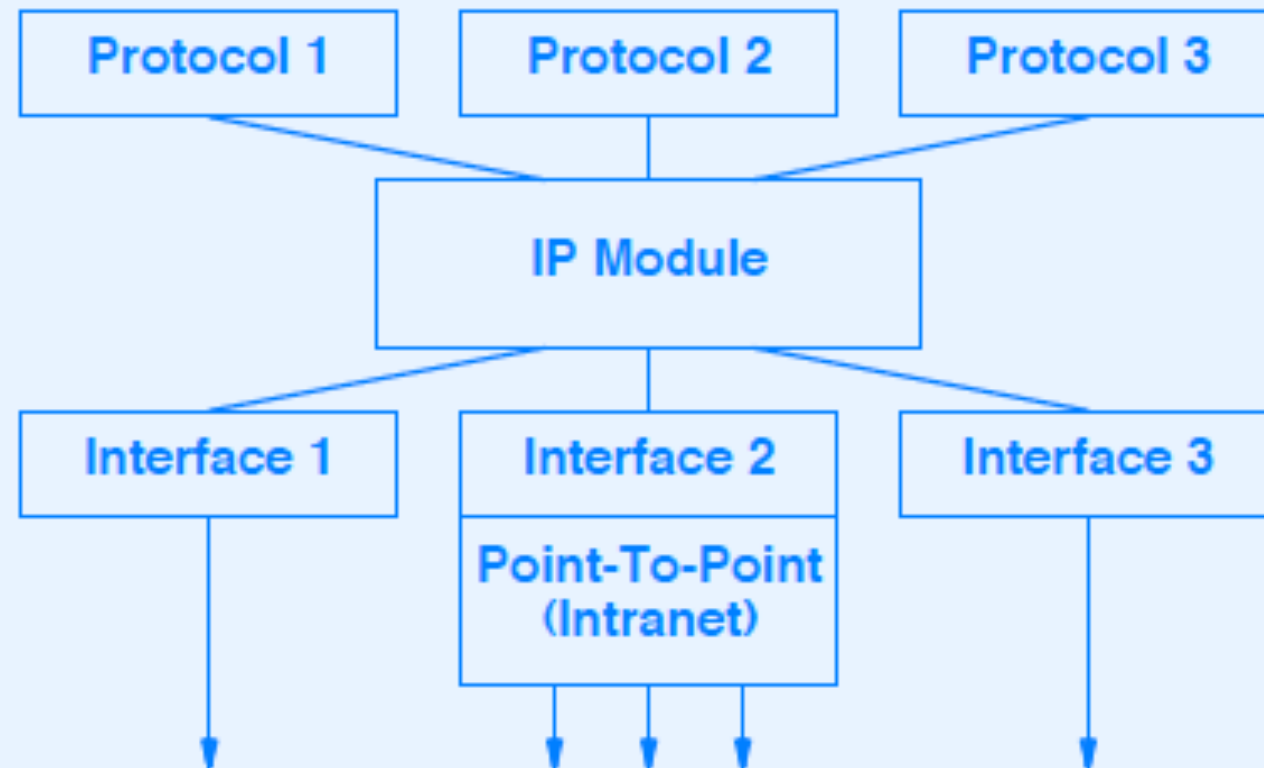 Protocol 1
Protocol 2
Protocol 3
IP Module
Interface 1
Interface 2
Interface 3
Point-To-Point
(Intranet)